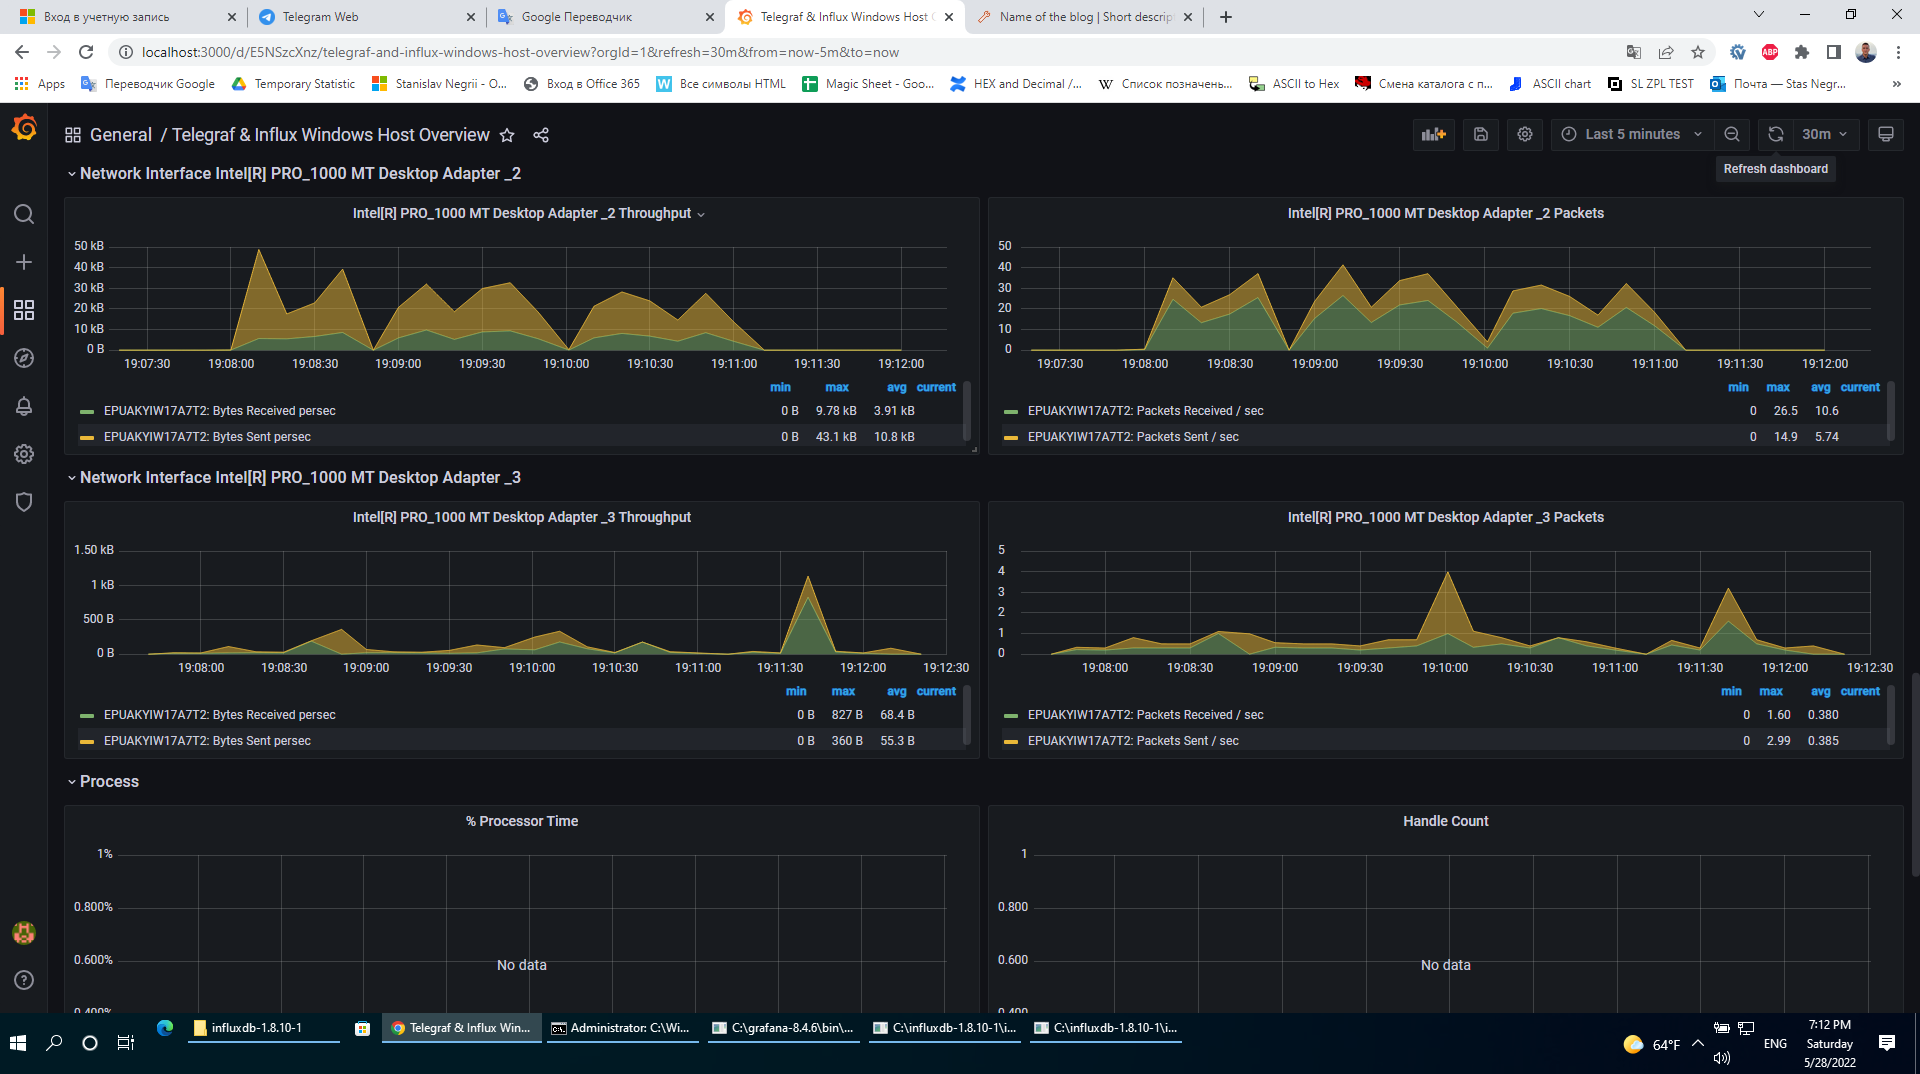 Вход в учетную запись
Telegram Web
Google Переводчик
Telegraf & Influx Windows Host
Name of the blog | Short descrip
localhost:3000/d/E5NSzcXnz/telegraf-and-influx-windows-host-overview?orgId=1&refresh=30m&from=now-5m&to=now
ABP
Apps
Переводчик Google
Temporary Statistic
Stanislav Negrii - O...
Вход в Office 365
Все символы HTML
Magic Sheet - Goo...
HEX and Decimal /...
Список позначень...
ASCII to Hex
Смена каталога с п...
ASCII chart
SL ZPL TEST
Почта — Stas Negr...
»
General / Telegraf & Influx Windows Host Overview
Last 5 minutes
30m
Refresh dashboard
Network Interface Intel[R] PRO_1000 MT Desktop Adapter _2
Intel[R] PRO_1000 MT Desktop Adapter _2 Throughput
50 kB
40 kB
30 kB
20 kB
10 kB
0 B
19:07:30 19:08:00 19:08:30 19:09:00 19:09:30 19:10:00 19:10:30 19:11:00 19:11:30 19:12:00
min max avg current
EPUAKYIW17A7T2: Bytes Received persec 0 B 9.78 kB 3.91 kB
EPUAKYIW17A7T2: Bytes Sent persec 0 B 43.1 kB 10.8 kB
Intel[R] PRO_1000 MT Desktop Adapter _2 Packets
50
40
30
20
10
0
19:07:30 19:08:00 19:08:30 19:09:00 19:09:30 19:10:00 19:10:30 19:11:00 19:11:30 19:12:00
min max avg current
EPUAKYIW17A7T2: Packets Received / sec 0 26.5 10.6
EPUAKYIW17A7T2: Packets Sent / sec 0 14.9 5.74
Network Interface Intel[R] PRO_1000 MT Desktop Adapter _3
Intel[R] PRO_1000 MT Desktop Adapter _3 Throughput
1.50 kB
1 kB
500 B
0 B
19:08:00 19:08:30 19:09:00 19:09:30 19:10:00 19:10:30 19:11:00 19:11:30 19:12:00 19:12:30
min max avg current
EPUAKYIW17A7T2: Bytes Received persec 0 B 827 B 68.4 B
EPUAKYIW17A7T2: Bytes Sent persec 0 B 360 B 55.3 B
Intel[R] PRO_1000 MT Desktop Adapter _3 Packets
5
4
3
2
1
0
19:08:00 19:08:30 19:09:00 19:09:30 19:10:00 19:10:30 19:11:00 19:11:30 19:12:00 19:12:30
min max avg current
EPUAKYIW17A7T2: Packets Received / sec 0 1.60 0.380
EPUAKYIW17A7T2: Packets Sent / sec 0 2.99 0.385
Process
% Processor Time
1%
0.800%
0.600%
0.400%
No data
Handle Count
1
0.800
0.600
0.400
No data
influxdb-1.8.10-1
Telegraf & Influx Win...
Administrator: C:\Wi...
C:\grafana-8.4.6\bin\...
C:\influxdb-1.8.10-1\i...
C:\influxdb-1.8.10-1\i...
64°F
ENG
7:12 PM
Saturday
5/28/2022